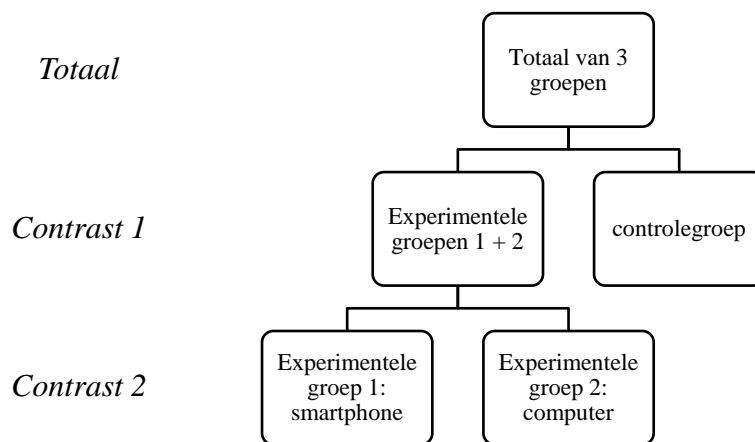 Totaal
Totaal van 3
groepen
Contrast 1
Experimentele
groepen 1 + 2
controlegroep
Contrast 2
Experimentele
groep 1:
smartphone
Experimentele
groep 2:
computer